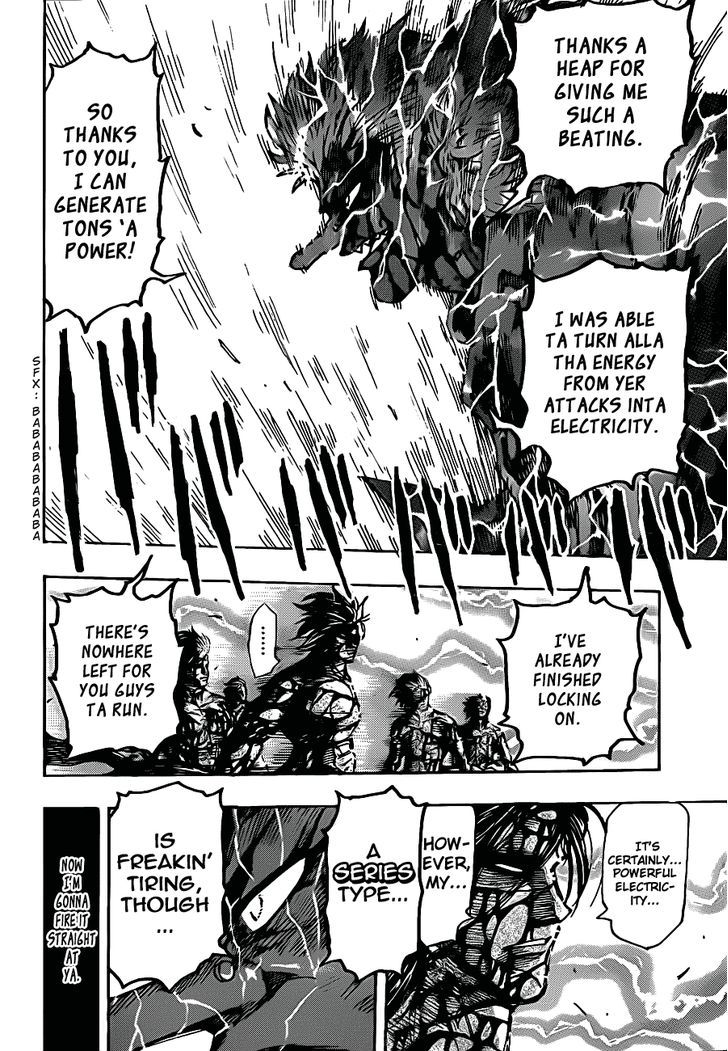 THANKS A
HEAP FOR
GIVING ME
SUCH A
BEATING.
I WAS ABLE
TA TURN ALLA
THA ENERGY
FROM YER
ATTACKS INTA
ELECTRICITY.
SO
THANKS
TO YOU,
I CAN
GENERATE
TONS 'A
POWER!
SFX: BABABABABABA
I'VE
ALREADY
FINISHED
LOCKING
ON.
......
THERE'S
NOWHERE
LEFT FOR
YOU GUYS
TA RUN.
IT'S
CERTAINLY...
POWERFUL
ELECTRIC-
ITY...
HOW-
EVER,
MY...
A
SERIES
TYPE...
IS
FREAKIN'
TIRING,
THOUGH
...
NOW
I'M
GONNA
FIRE IT
STRAIGHT
AT
YA.